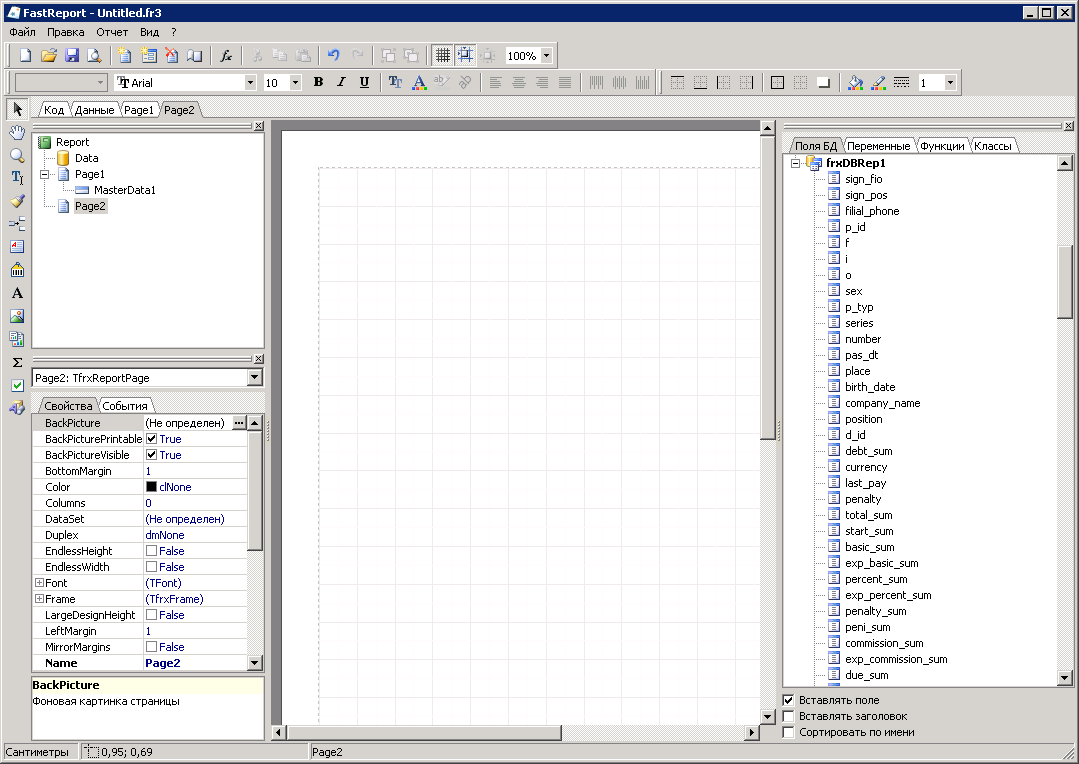 FastReport - Untitled.fr3
Файл Правка Отчет Вид ?
100%
Arial 10 B I U 1
Код Данные Page1 Page2
Report
Data
Page1
MasterData1
Page2
Page2: TfrxReportPage
Свойства События
BackPicture (Не определен)
BackPicturePrintable True
BackPictureVisible True
BottomMargin 1
Color clNone
Columns 0
DataSet (Не определен)
Duplex dmNone
EndlessHeight False
EndlessWidth False
Font (TFont)
Frame (TfrxFrame)
LargeDesignHeight False
LeftMargin 1
MirrorMargins False
Name Page2
BackPicture
Фоновая картинка страницы
Поля БД Переменные Функции Классы
frxDBRep1
sign_fio
sign_pos
filial_phone
p_id
f
i
o
sex
p_typ
series
number
pas_dt
place
birth_date
company_name
position
d_id
debt_sum
currency
last_pay
penalty
total_sum
start_sum
basic_sum
exp_basic_sum
percent_sum
exp_percent_sum
penalty_sum
peni_sum
commission_sum
exp_commission_sum
due_sum
Вставлять поле
Вставлять заголовок
Сортировать по имени
Сантиметры 0,95; 0,69 Page2